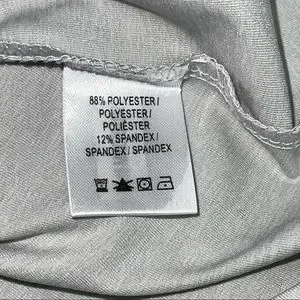 88% POLYESTER /
POLYESTER /
POLIÉSTER
12% SPANDEX /
SPANDEX / SPANDEX